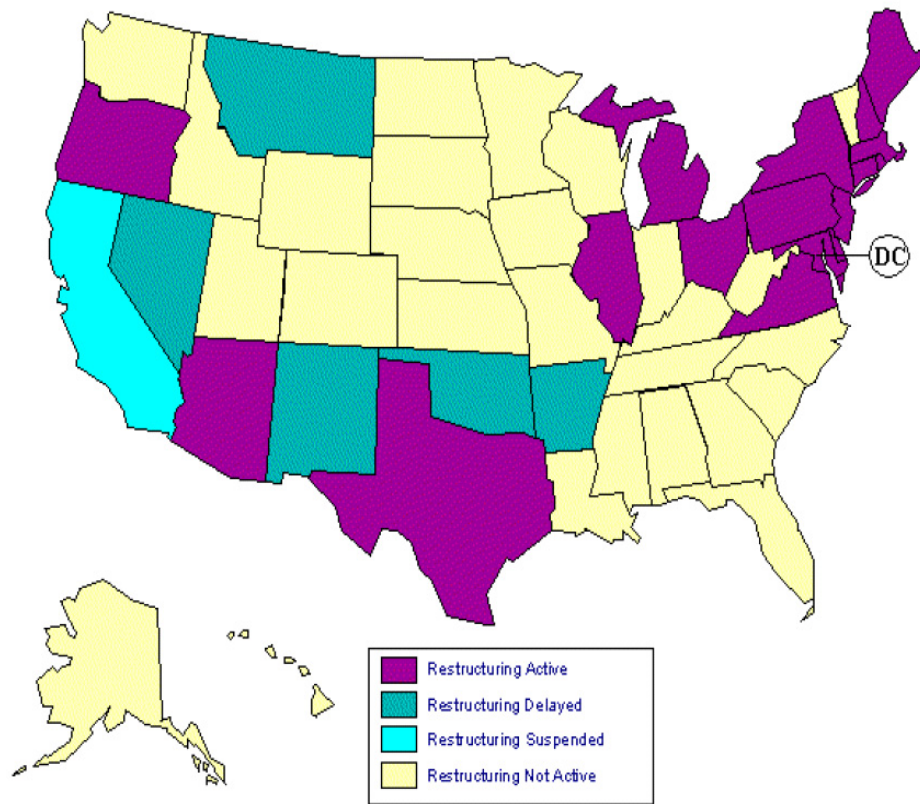 DC
Restructuring Active
Restructuring Delayed
Restructuring Suspended
Restructuring Not Active